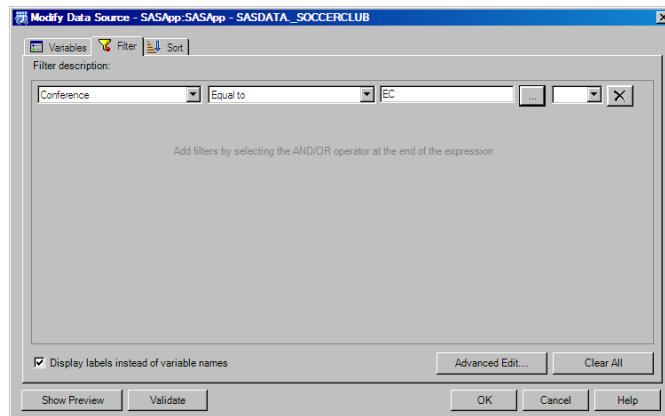 Modify Data Source - SASApp:SASApp - SASDATA._SOCCERCLUB
Variables Filter Sort
Filter description:
Conference Equal to EC ...
Add filters by selecting the AND/OR operator at the end of the expression
Display labels instead of variable names Advanced Edit.... Clear All
Show Preview Validate OK Cancel Help